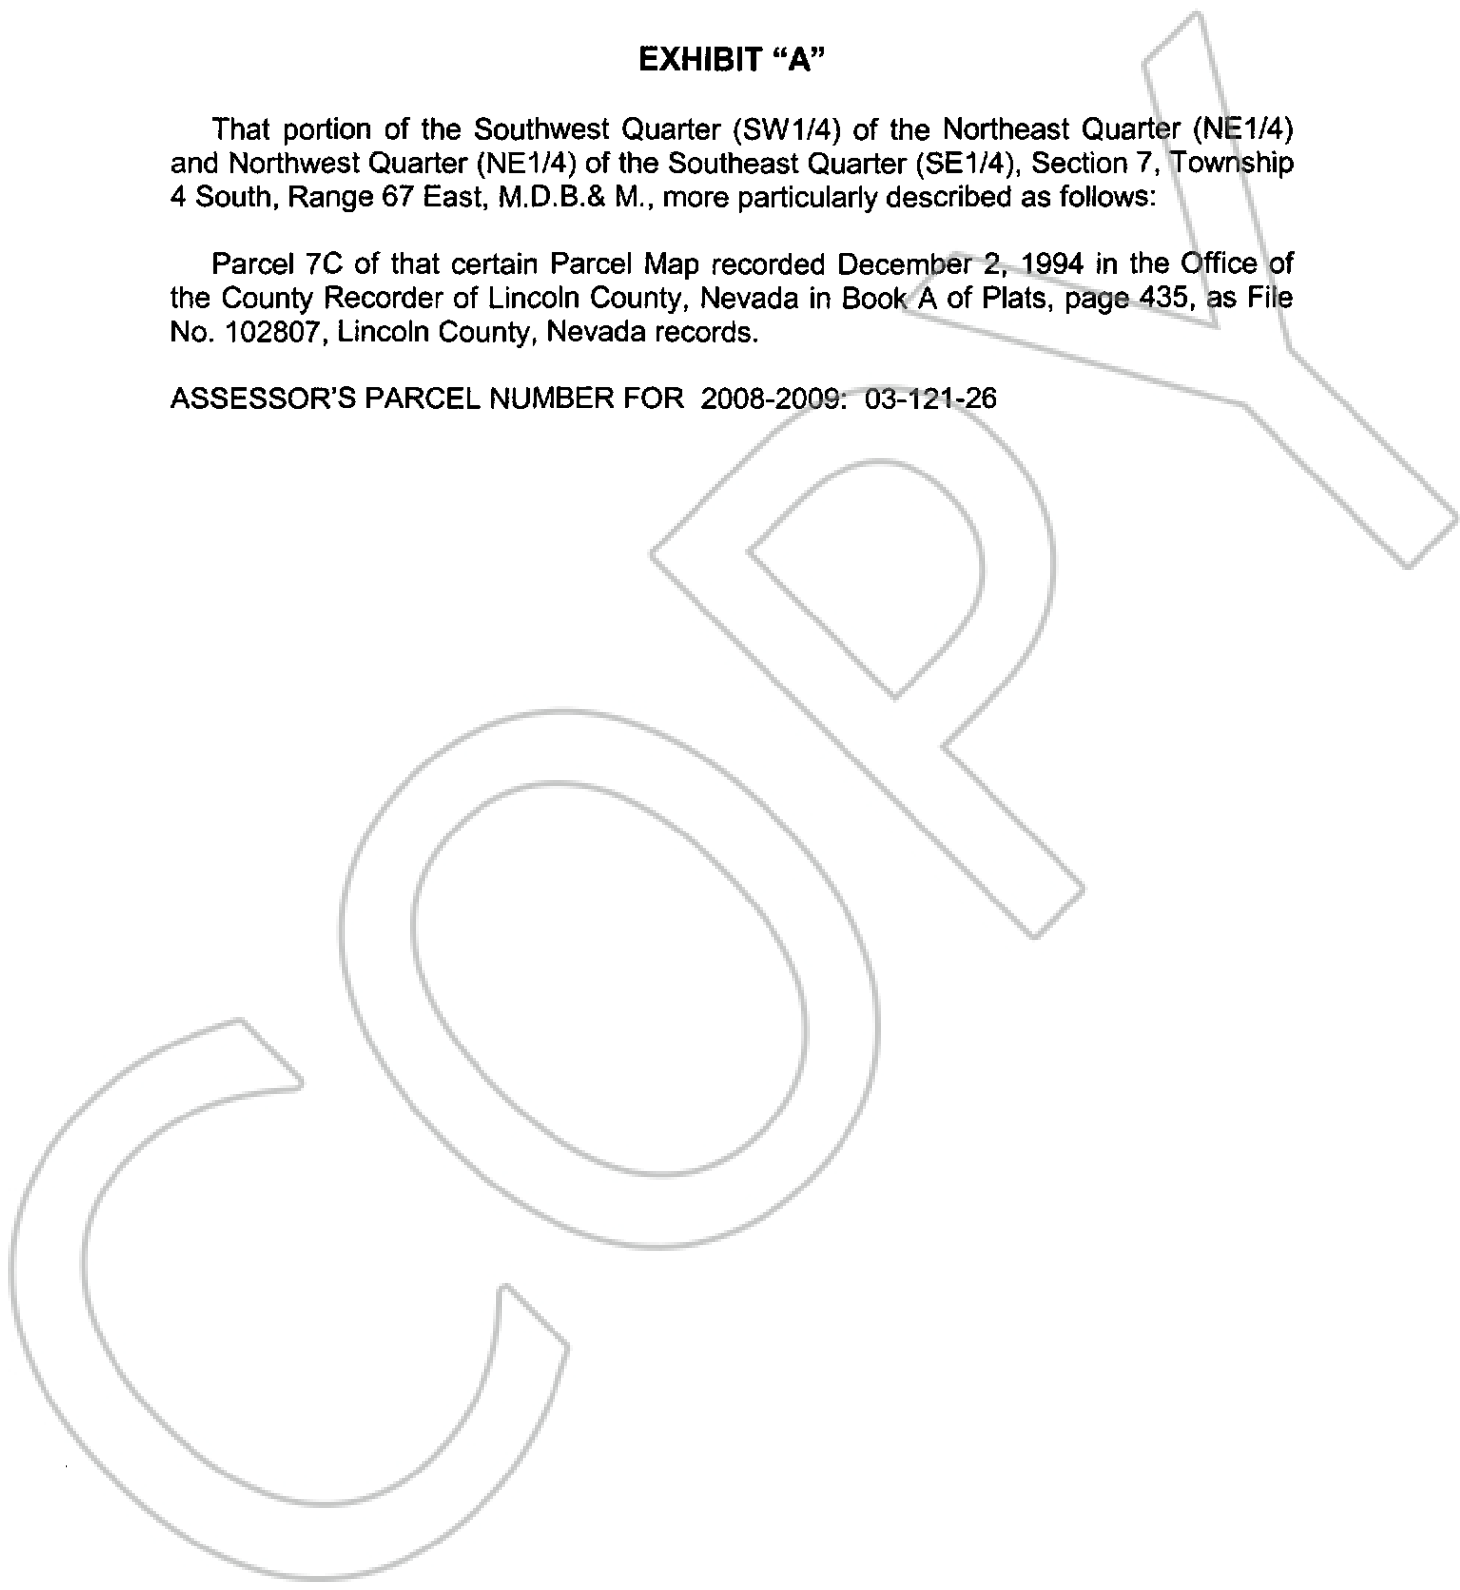 EXHIBIT “A”
That portion of the Southwest Quarter (SW1/4) of the Northeast Quarter (NE1/4)
and Northwest Quarter (NE1/4) of the Southeast Quarter (SE1/4), Section 7, Township
4 South, Range 67 East, M.D.B.& M., more particularly described as follows:
Parcel 7C of that certain Parcel Map recorded December 2, 1994 in the Office of
the County Recorder of Lincoln County, Nevada in Book A of Plats, page 435, as File
No. 102807, Lincoln County, Nevada records.
ASSESSOR’S PARCEL NUMBER FOR 2008-2009: 03-121-26
COPY